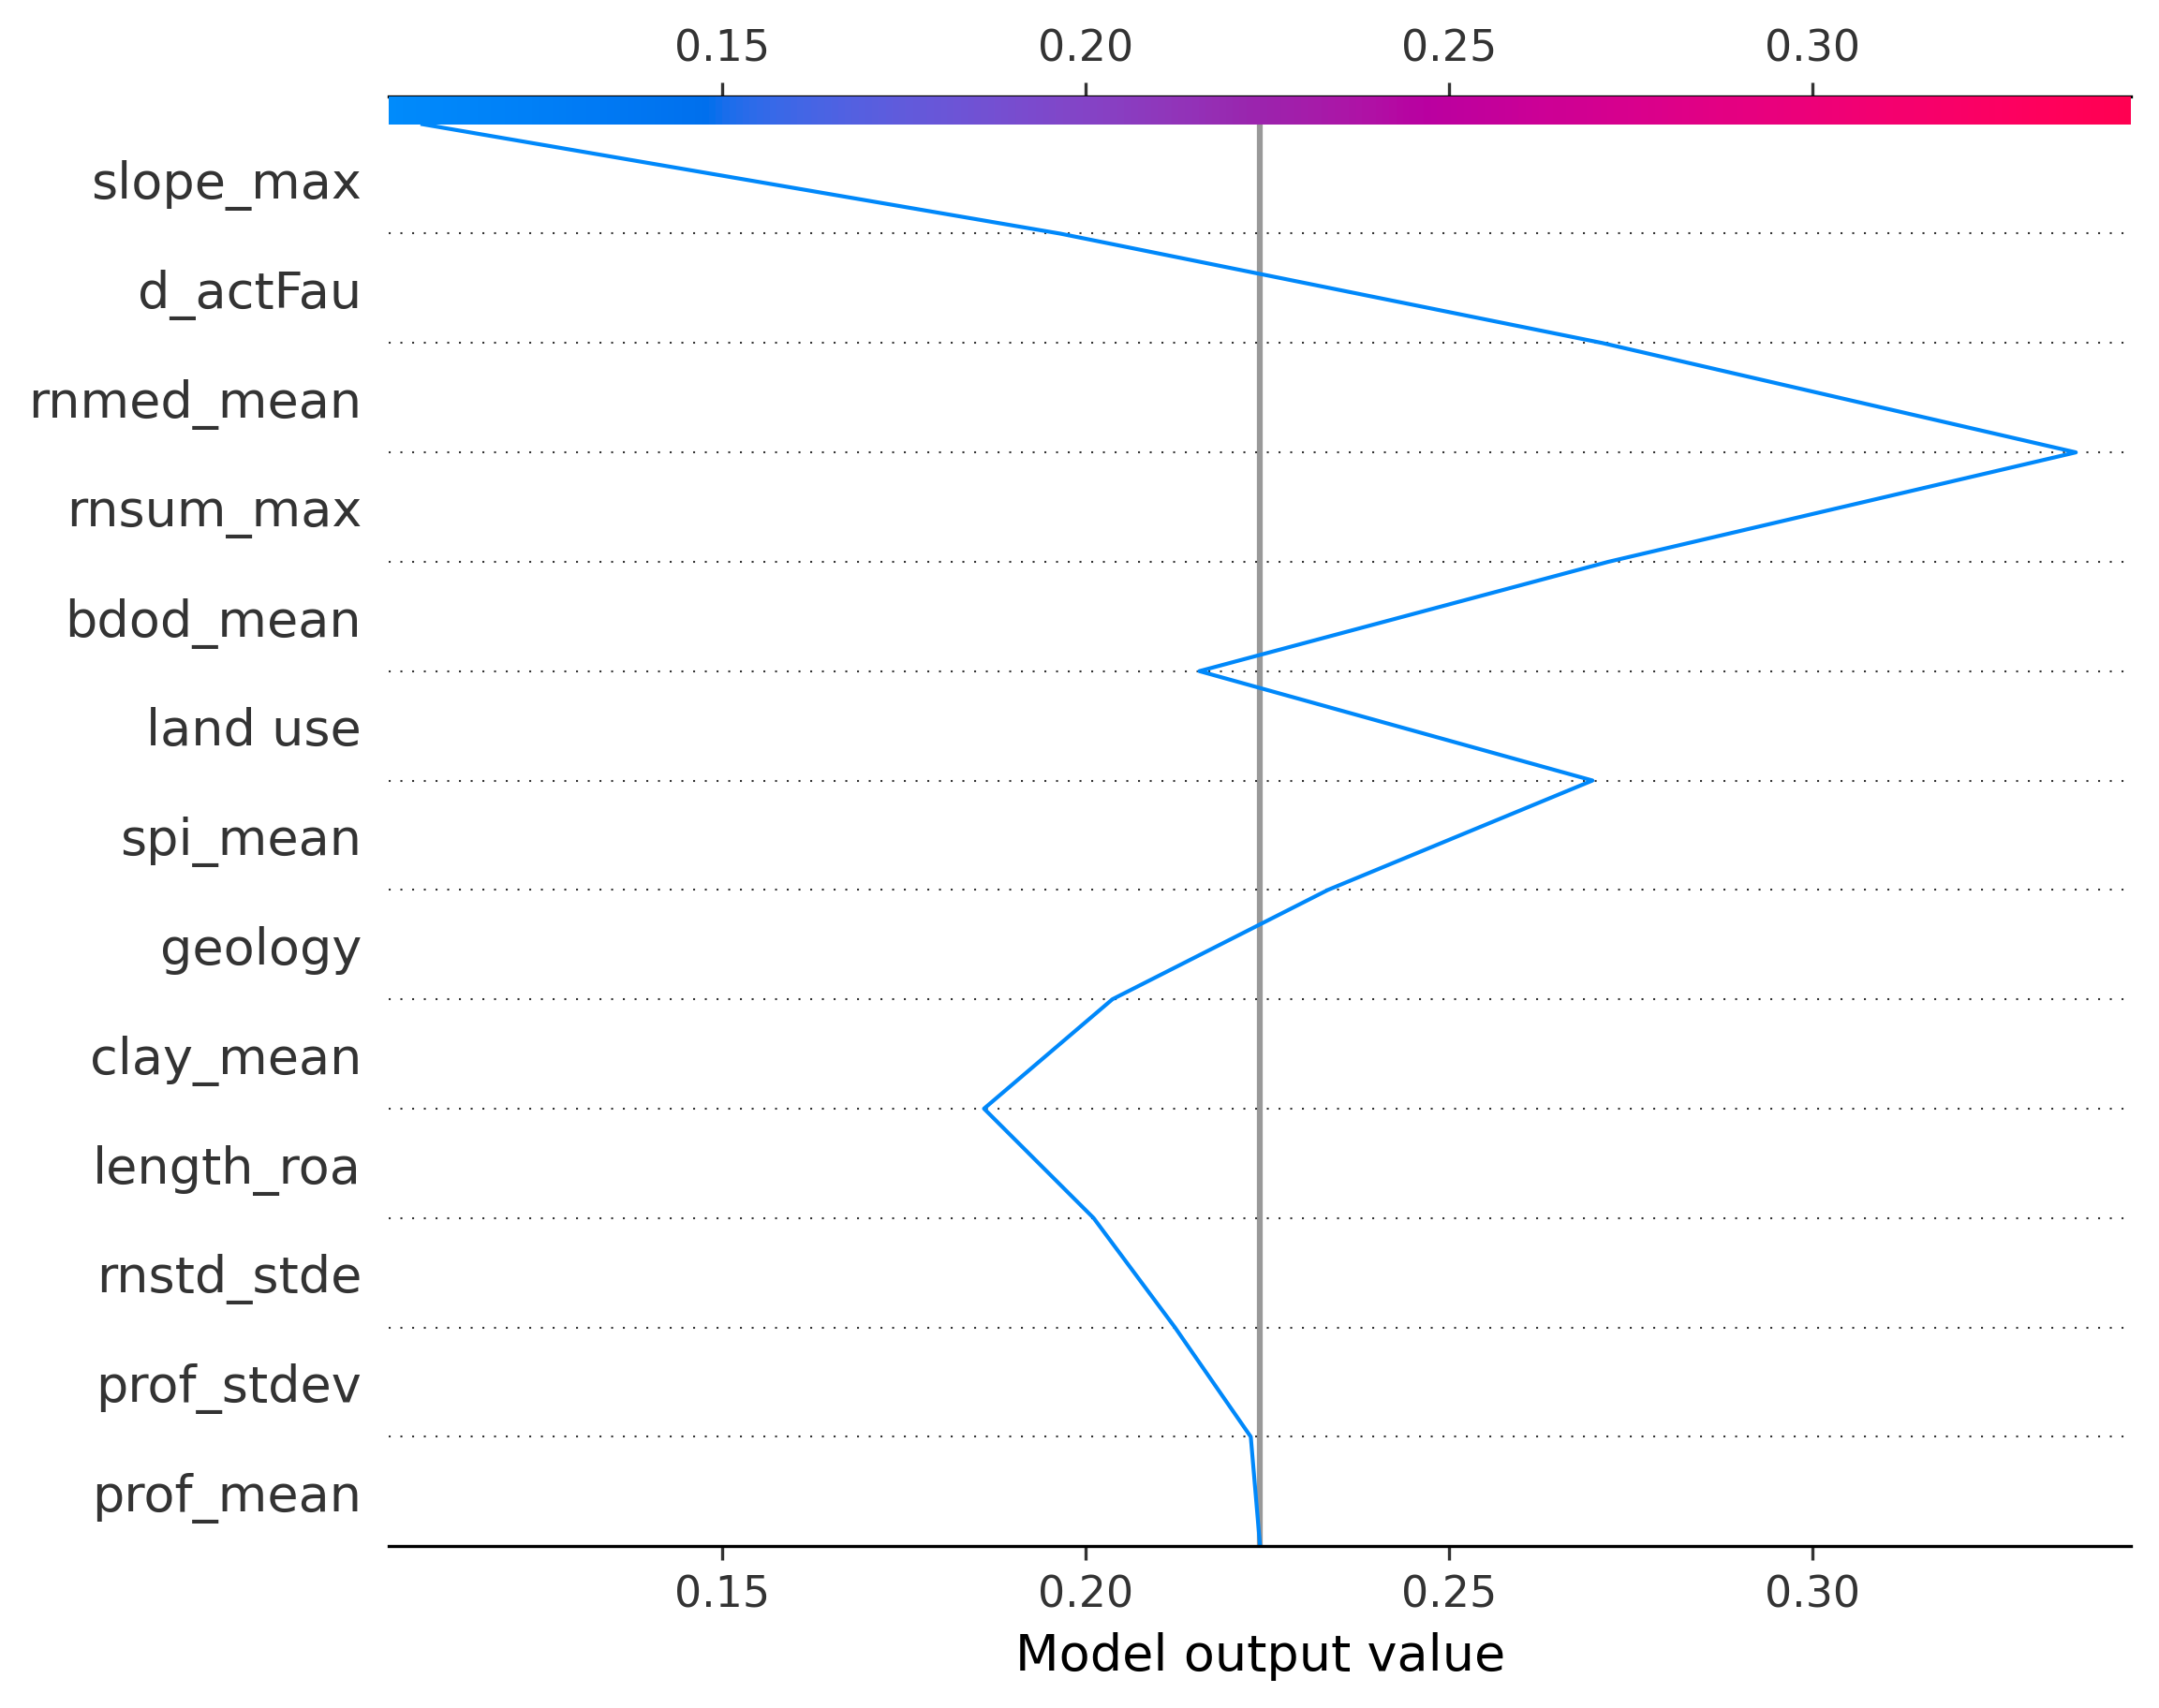 0.15 0.20 0.25 0.30
slope_max
d_actFau
rnmed_mean
rnsum_max
bdod_mean
land use
spi_mean
geology
clay_mean
length_roa
rnstd_stde
prof_stdev
prof_mean
0.15 0.20 0.25 0.30
Model output value